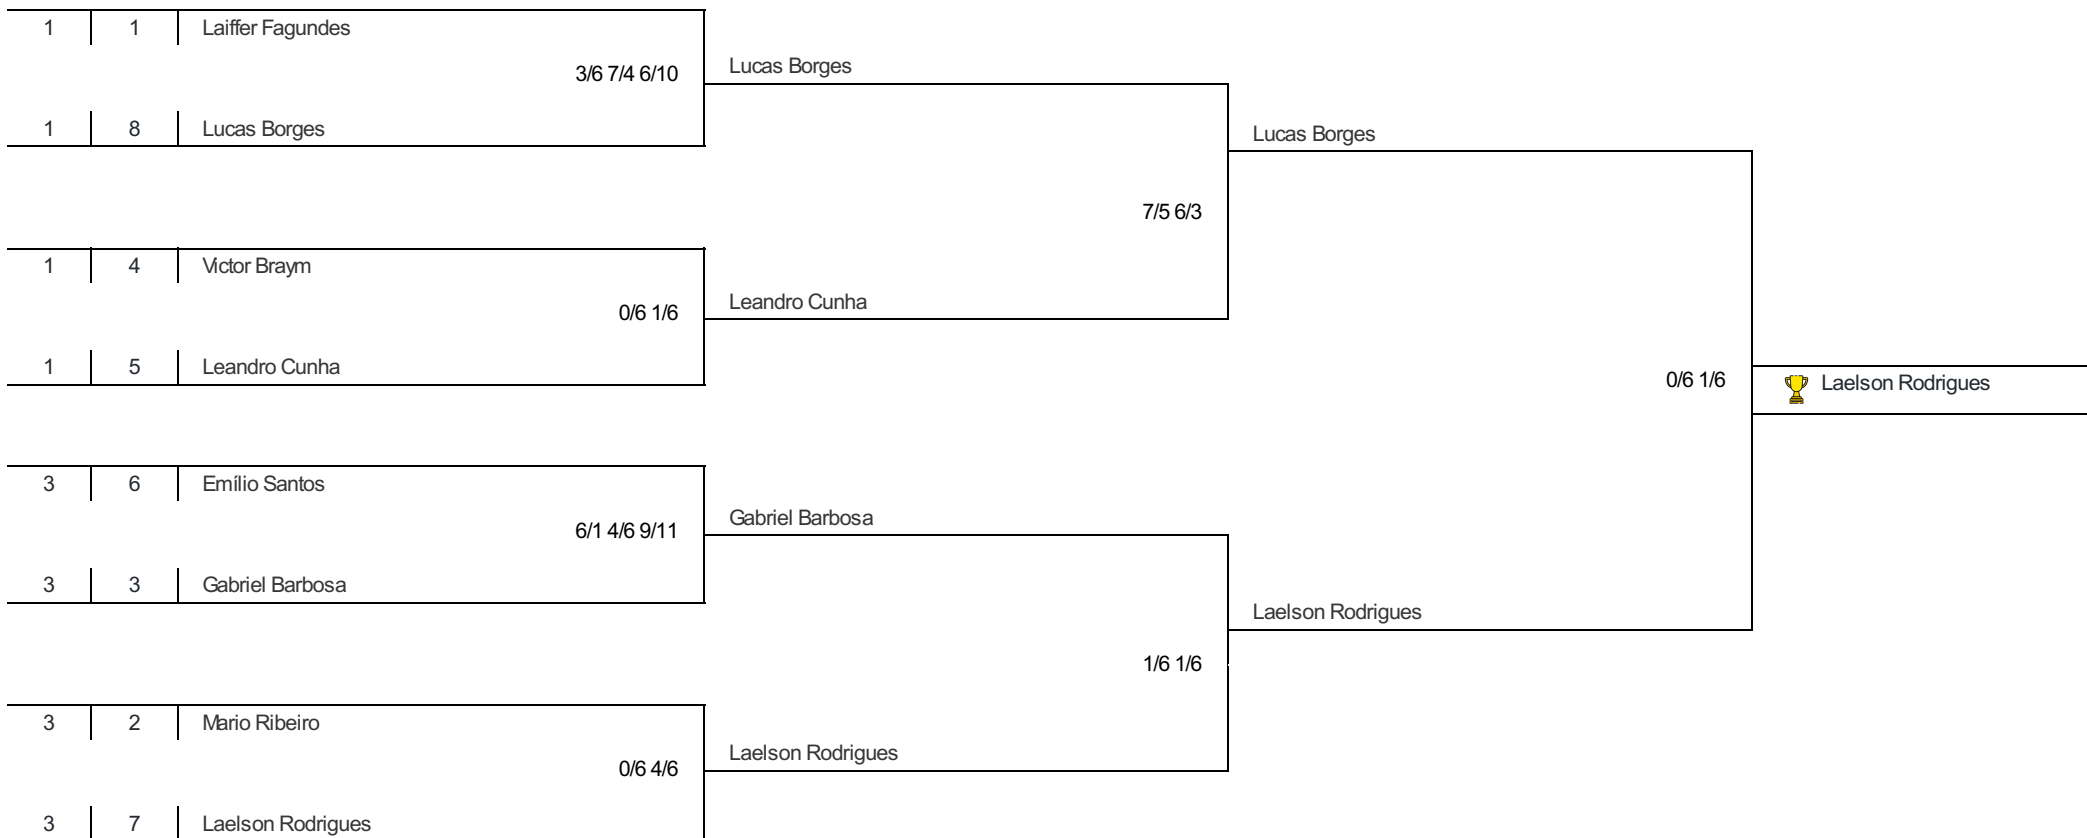 1 1 Laiffer Fagundes
3/6 7/4 6/10
Lucas Borges
1 8 Lucas Borges
Lucas Borges
7/5 6/3
1 4 Victor Braym
0/6 1/6
Leandro Cunha
1 5 Leandro Cunha
0/6 1/6
Laelson Rodrigues
3 6 Emílio Santos
6/1 4/6 9/11
Gabriel Barbosa
3 3 Gabriel Barbosa
Laelson Rodrigues
1/6 1/6
3 2 Mario Ribeiro
0/6 4/6
Laelson Rodrigues
3 7 Laelson Rodrigues